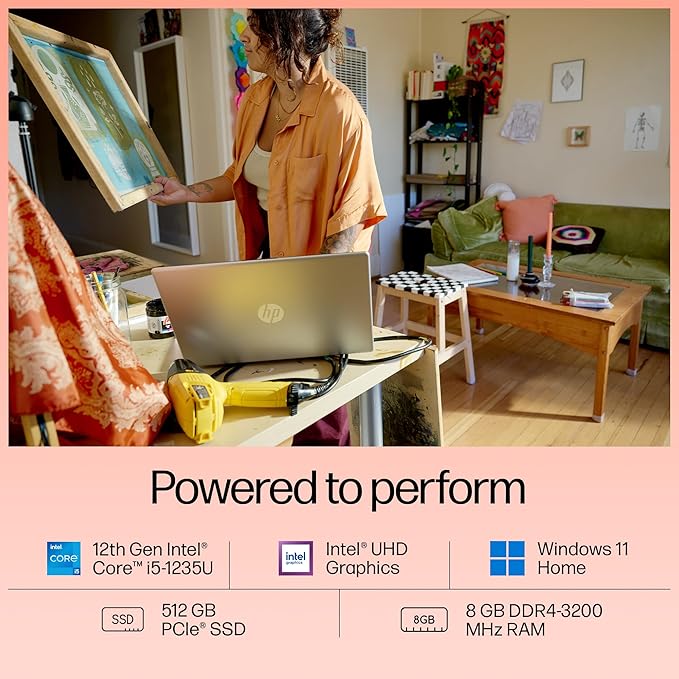 hp
Powered to perform
intel
CORE
i5
12th Gen Intel®
Core™ i5-1235U
intel
graphics
Intel® UHD
Graphics
Windows 11
Home
SSD
512 GB
PCIe® SSD
8GB
8 GB DDR4-3200
MHz RAM